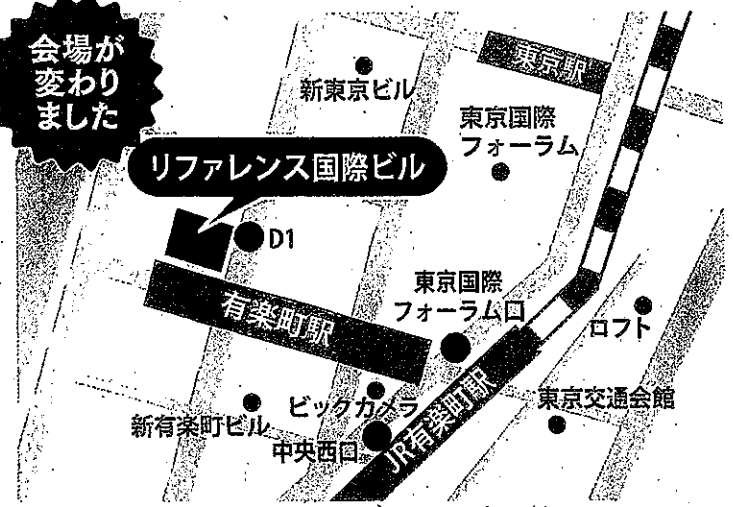 会場が
変わり
ました
東京駅
新東京ビル
東京国際
フォーラム
リファレンス国際ビル
D1
有楽町駅
東京国際
フォーラム口
ロフト
ビックカメラ
新有楽町ビル
中央西口
JR有楽町駅
東京交通会館